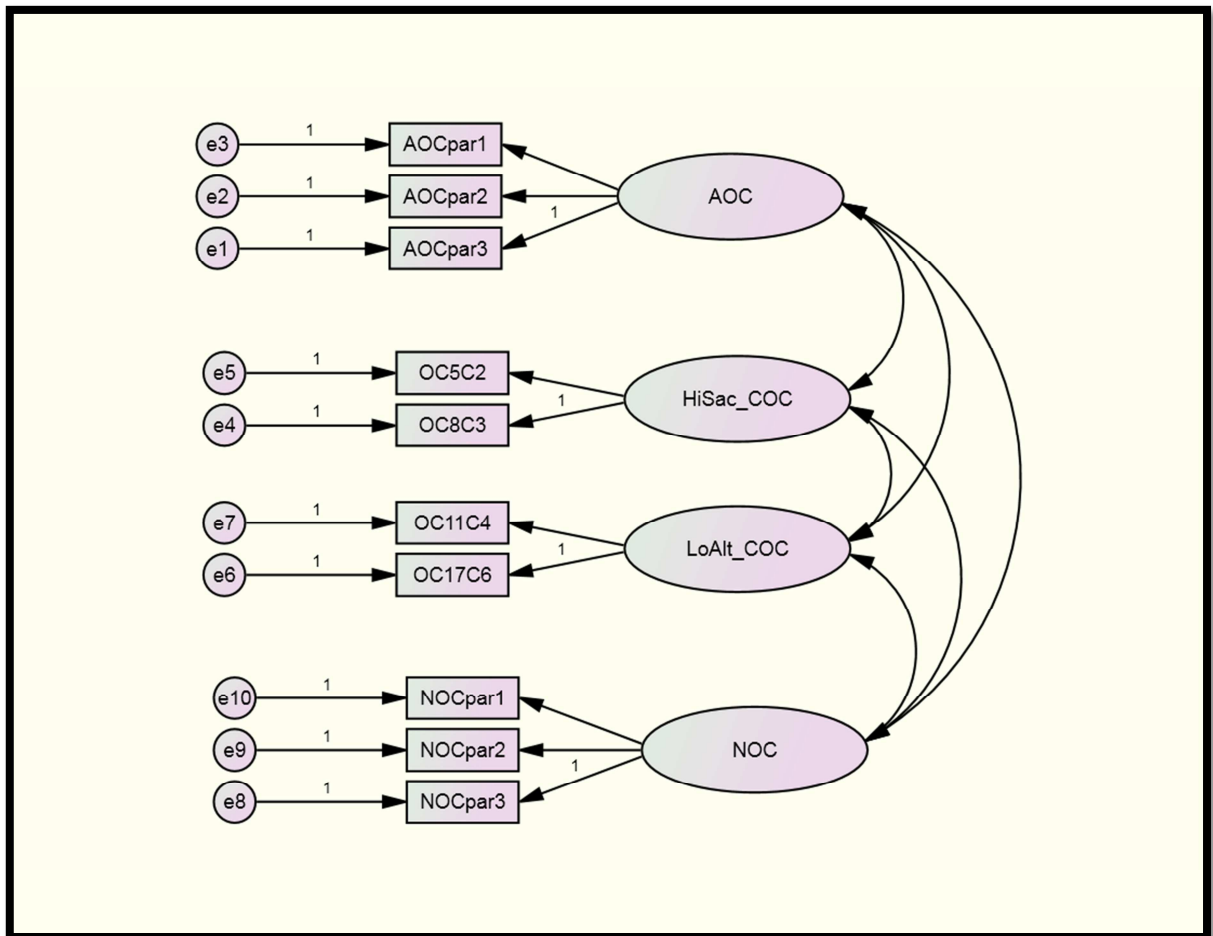 e3 1 AOCpar1
e2 1 AOCpar2 AOC
e1 1 AOCpar3 1
e5 1 OC5C2
e4 1 OC8C3 1 HiSac_COC
e7 1 OC11C4
e6 1 OC17C6 1 LoAlt_COC
e10 1 NOCpar1
e9 1 NOCpar2 NOC
e8 1 NOCpar3 1